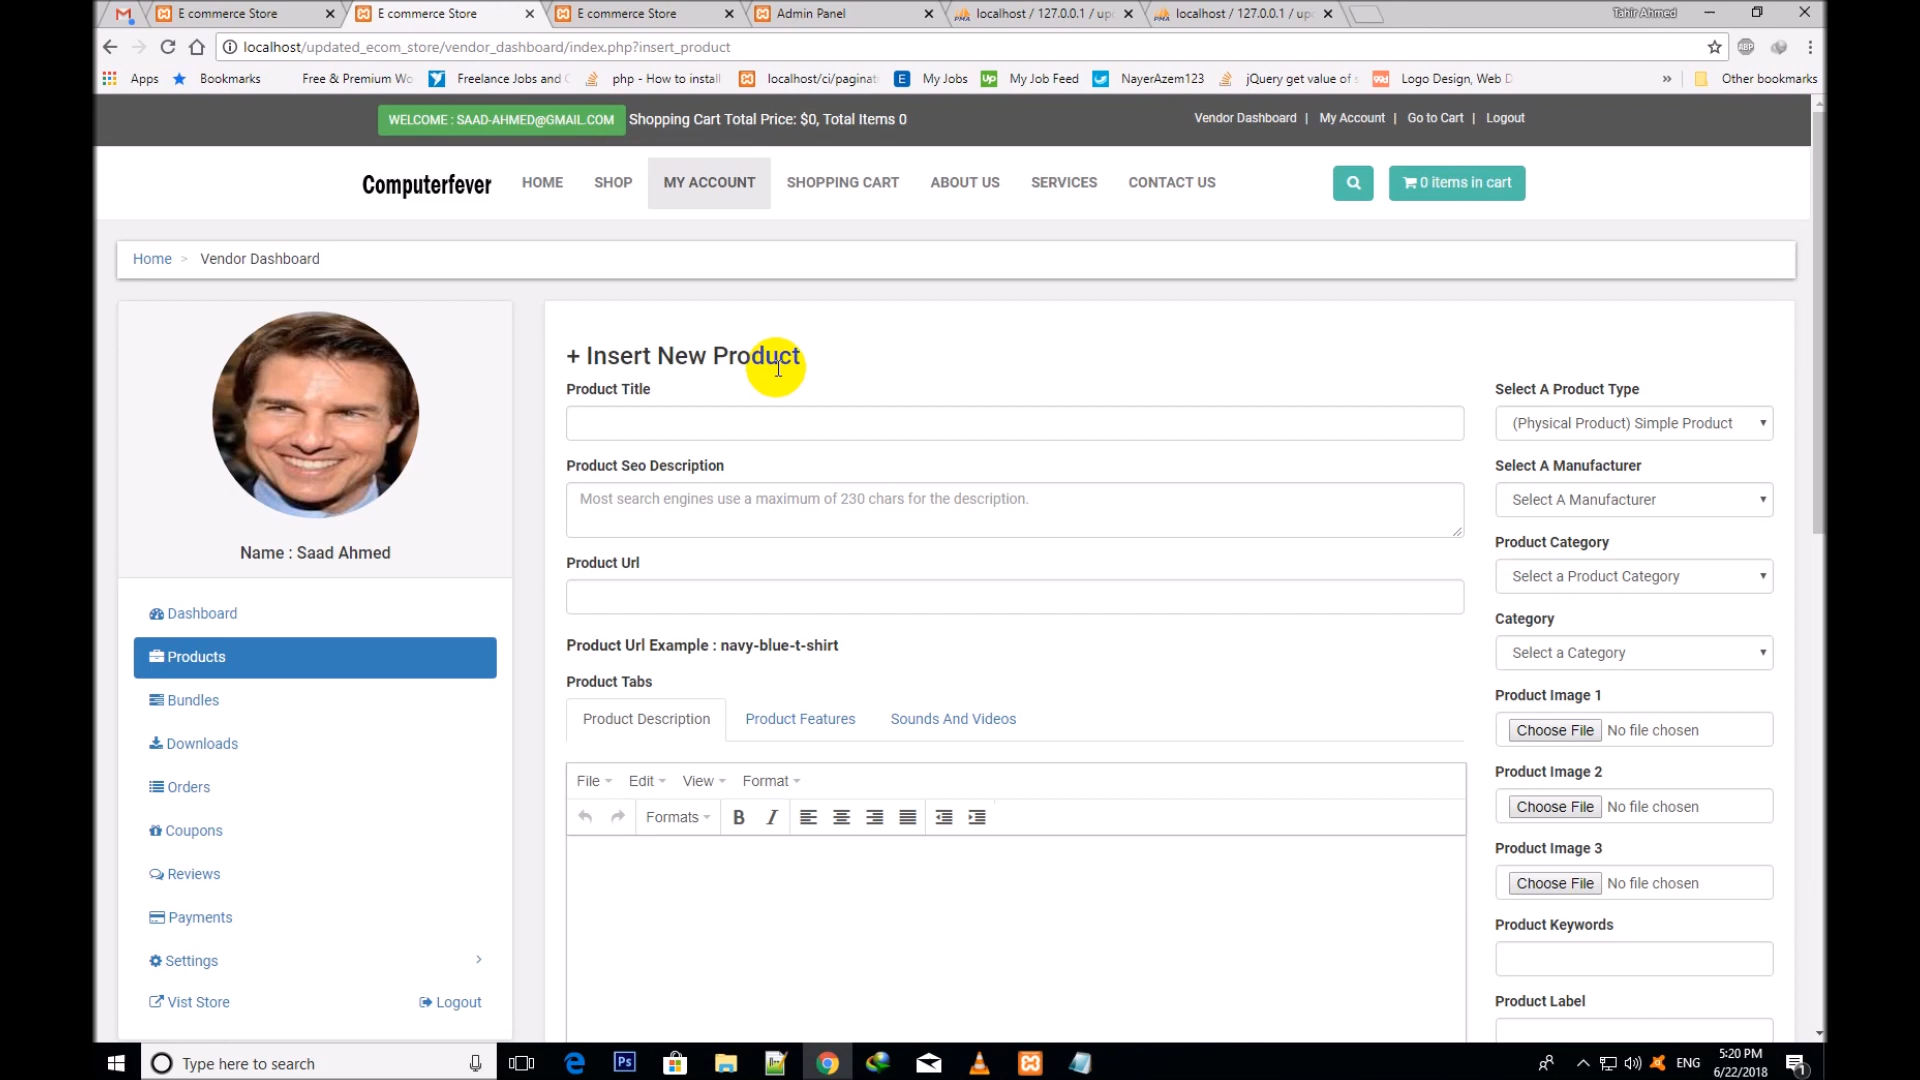 E commerce Store
E commerce Store
E commerce Store
Admin Panel
localhost / 127.0.0.1 / up
localhost / 127.0.0.1 / up
Tahir Ahmed
localhost/updated_ecom_store/vendor_dashboard/index.php?insert_product
ABP
Apps
Bookmarks
Free & Premium Wo
Freelance Jobs and
php - How to install
localhost/ci/paginat
My Jobs
Up My Job Feed
NayerAzem123
jQuery get value of
Logo Design, Web D
»
Other bookmarks
WELCOME : SAAD-AHMED@GMAIL.COM Shopping Cart Total Price: $0, Total Items 0
Vendor Dashboard | My Account | Go to Cart | Logout
Computerfever
HOME
SHOP
MY ACCOUNT
SHOPPING CART
ABOUT US
SERVICES
CONTACT US
0 items in cart
Home > Vendor Dashboard
Name : Saad Ahmed
Dashboard
Products
Bundles
Downloads
Orders
Coupons
Reviews
Payments
Settings
Vist Store
Logout
+ Insert New Product
Product Title
Product Seo Description
Most search engines use a maximum of 230 chars for the description.
Product Url
Product Url Example : navy-blue-t-shirt
Product Tabs
Product Description
Product Features
Sounds And Videos
File
Edit
View
Format
Formats
B
I
Select A Product Type
(Physical Product) Simple Product
Select A Manufacturer
Select A Manufacturer
Product Category
Select a Product Category
Category
Select a Category
Product Image 1
Choose File No file chosen
Product Image 2
Choose File No file chosen
Product Image 3
Choose File No file chosen
Product Keywords
Product Label
Type here to search
Ps
ENG
5:20 PM
6/22/2018
1